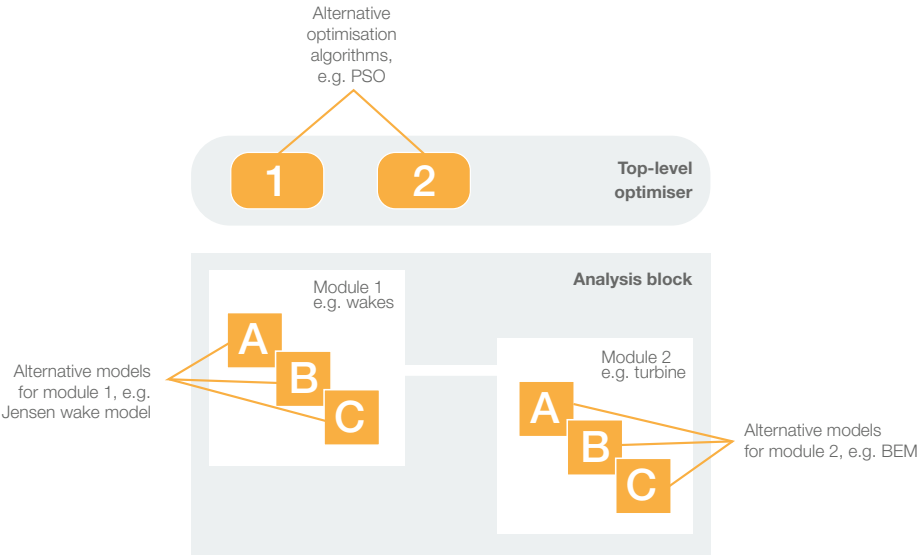 Alternative
optimisation
algorithms,
e.g. PSO
1
2
Top-level
optimiser
Analysis block
Module 1
e.g. wakes
A
B
C
Alternative models
for module 1, e.g.
Jensen wake model
Module 2
e.g. turbine
A
B
C
Alternative models
for module 2, e.g. BEM